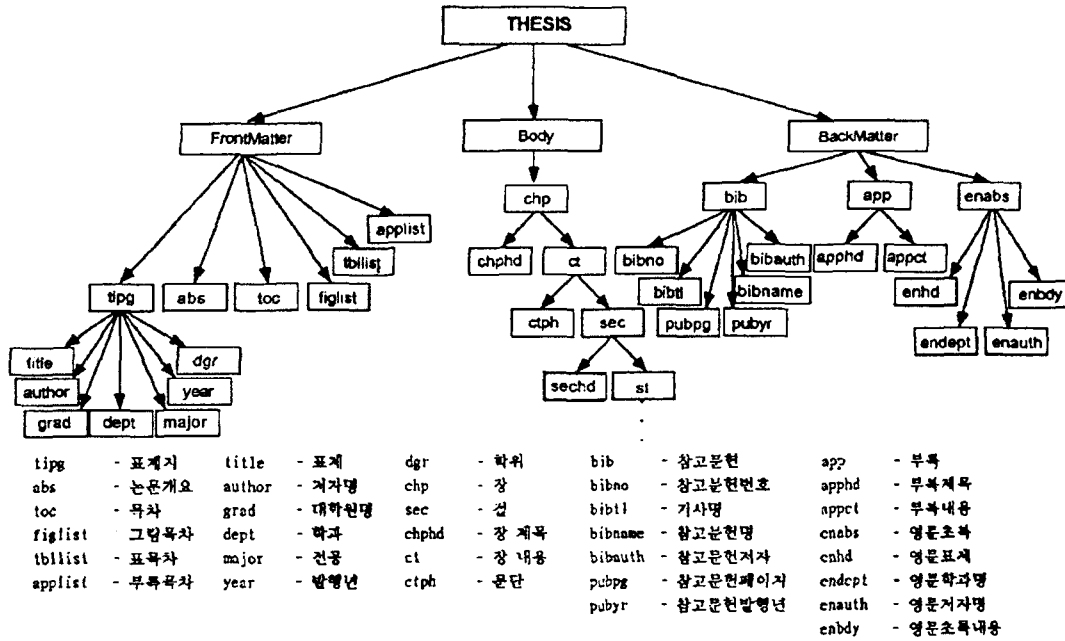 THESIS
FrontMatter
Body
BackMatter
chp
bib
app
enabs
applist
tbllist
chphd
ct
bibno
bibauth
apphd
appct
tipg
abs
toc
figlist
bibtl
bibname
enhd
enbdy
ctph
sec
pubpg
pubyr
endept
enauth
title
dgr
author
year
sechd
st
grad
dept
major
tipg - 표제지 title - 표제 dgr - 학위 bib - 참고문헌 app - 부록
abs - 논문개요 author - 저자명 chp - 장 bibno - 참고문헌번호 apphd - 부록제목
toc - 목차 grad - 대학원명 sec - 절 bibtl - 기사명 appct - 부록내용
figlist - 그림목차 dept - 학과 chphd - 장 제목 bibname - 참고문헌명 enabs - 영문초록
tbllist - 표목차 major - 전공 ct - 장 내용 bibauth - 참고문헌저자 enhd - 영문표제
applist - 부록목차 year - 발행년 ctph - 문단 pubpg - 참고문헌페이지 endept - 영문학과명
pubyr - 참고문헌발행년 enauth - 영문저자명
enbdy - 영문초록내용